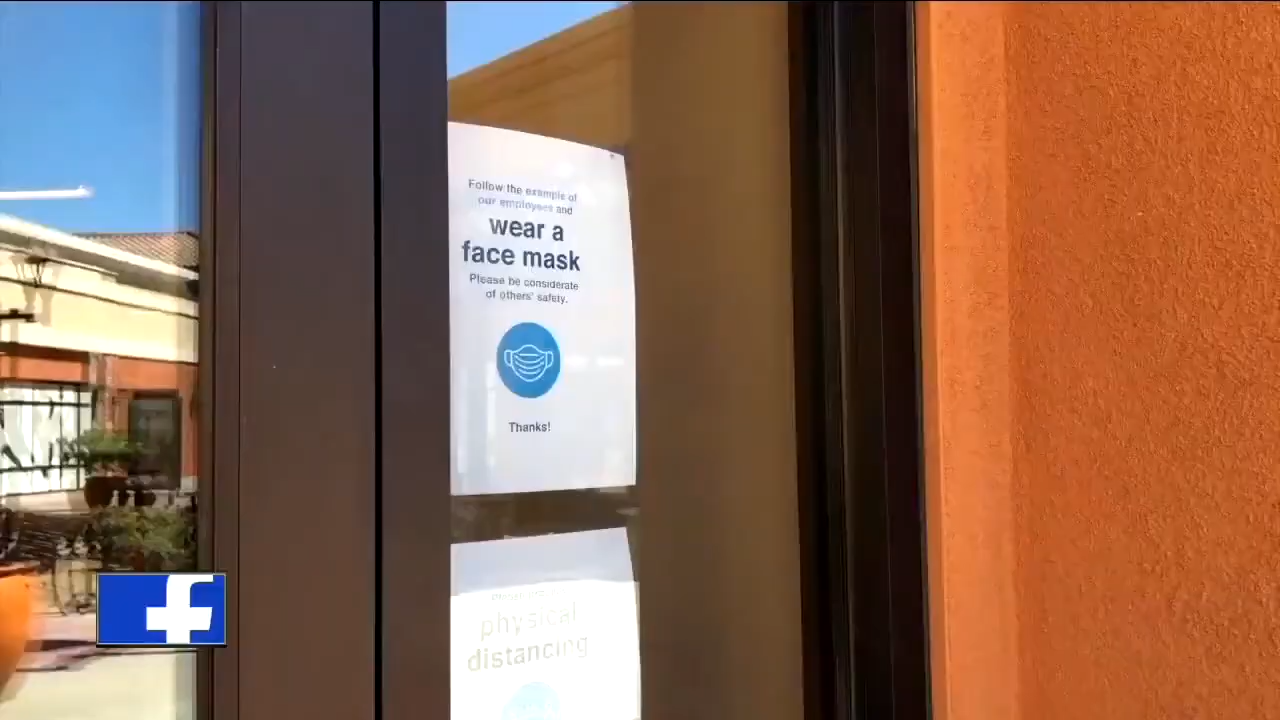 Follow the example of
our employees and
wear a
face mask
Please be considerate
of others' safety.
Thanks!
physical
distancing